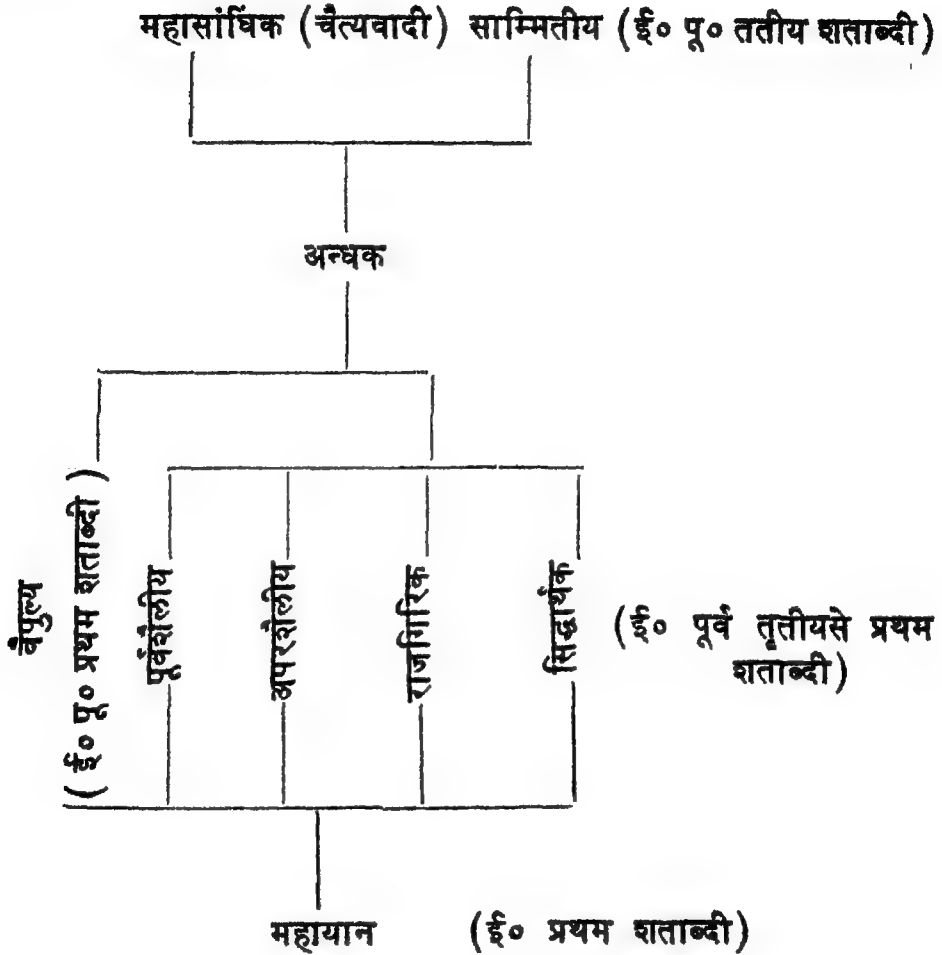 महासांघिक (चैत्यवादी) साम्मितीय (ई० पू० ततीय शताब्दी)
अन्धक
वैपुल्य
(ई० पू० प्रथम शताब्दी)
पूर्वशैलीय
अपरशैलीय
राजगिरिक
सिद्धार्थक
(ई० पूर्व तृतीयसे प्रथम
शताब्दी)
महायान (ई० प्रथम शताब्दी)